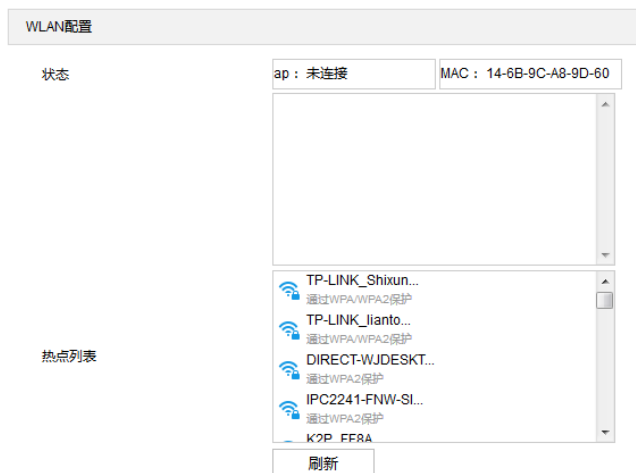 WLAN配置
状态
ap： 未连接
MAC： 14-6B-9C-A8-9D-60
TP-LINK_Shixun...
通过WPA/WPA2保护
TP-LINK_lianto...
通过WPA/WPA2保护
DIRECT-WJDESKT...
通过WPA2保护
热点列表
IPC2241-FNW-SI...
通过WPA2保护
K2P_FF8A
刷新